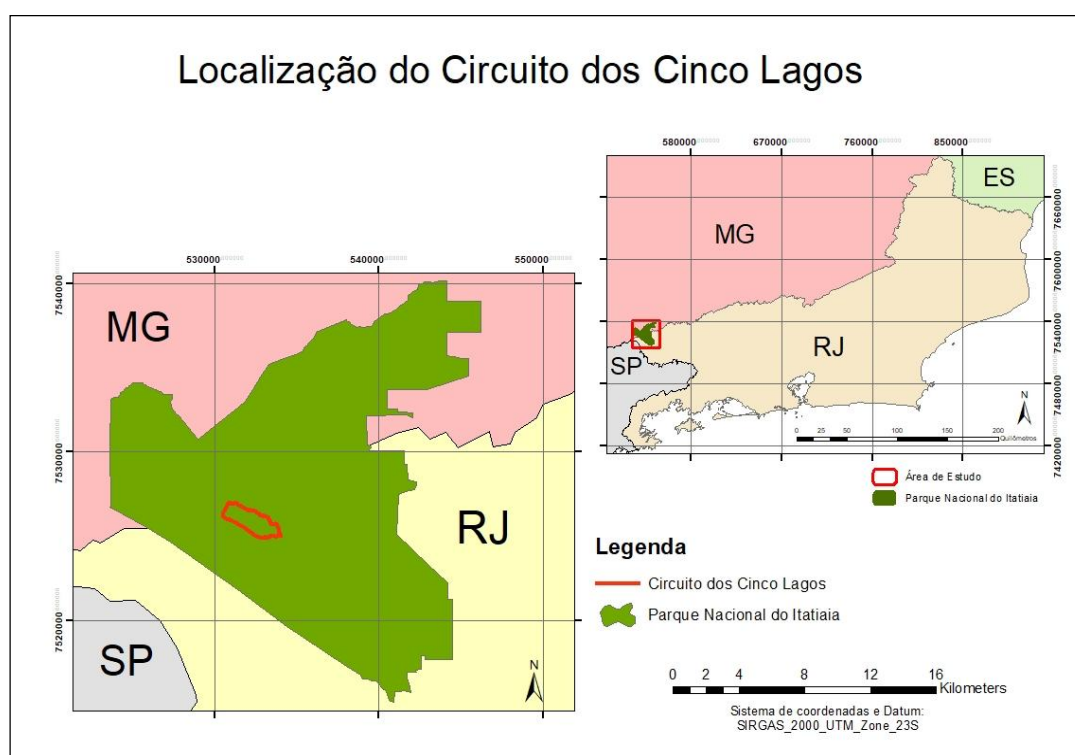 Localização do Circuito dos Cinco Lagos
580000 670000 760000 850000
ES
MG
RJ
SP
7660000
7600000
7540000
7480000
7420000
N
0 25 50 100 150 200
Quilômetros
Área de Estudo
Parque Nacional do Itatiaia
530000 540000 550000
7540000
7530000
7520000
MG
RJ
SP
N
Legenda
Circuito dos Cinco Lagos
Parque Nacional do Itatiaia
0 2 4 8 12 16
Kilometers
Sistema de coordenadas e Datum:
SIRGAS_2000_UTM_Zone_23S